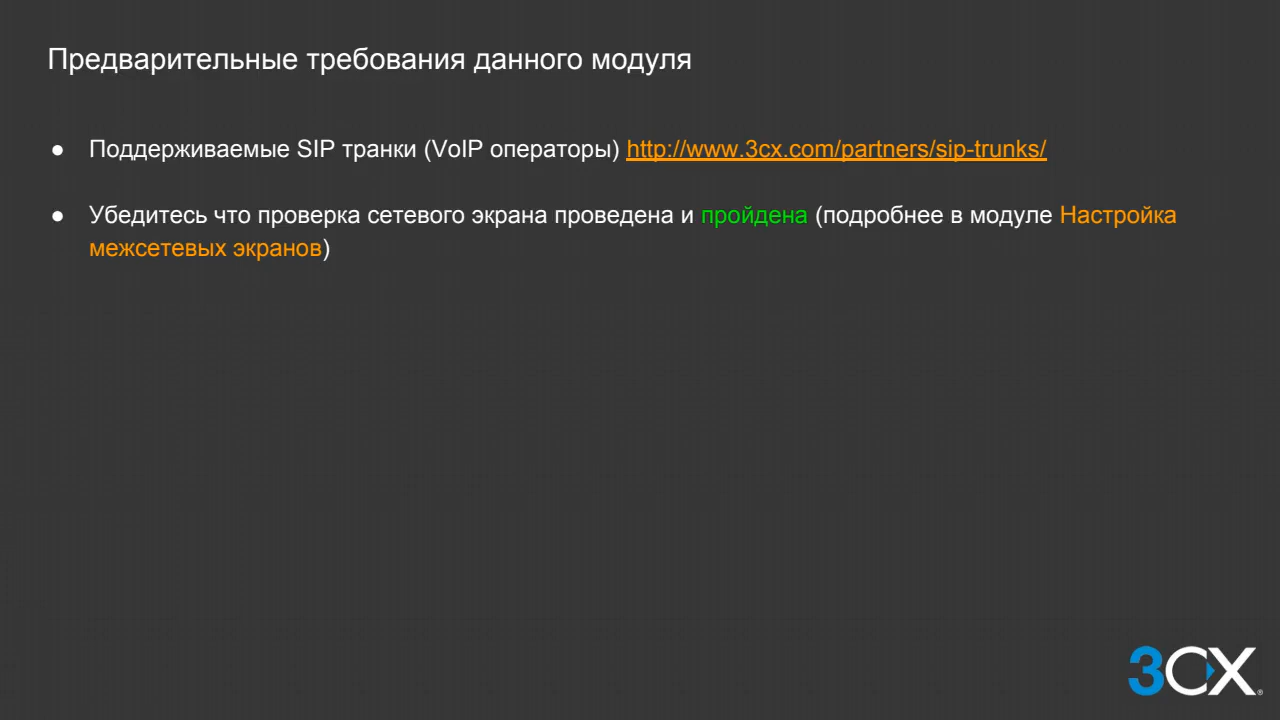 Предварительные требования данного модуля
● Поддерживаемые SIP транки (VoIP операторы) http://www.3cx.com/partners/sip-trunks/
● Убедитесь что проверка сетевого экрана проведена и пройдена (подробнее в модуле Настройка
межсетевых экранов)
3CX®